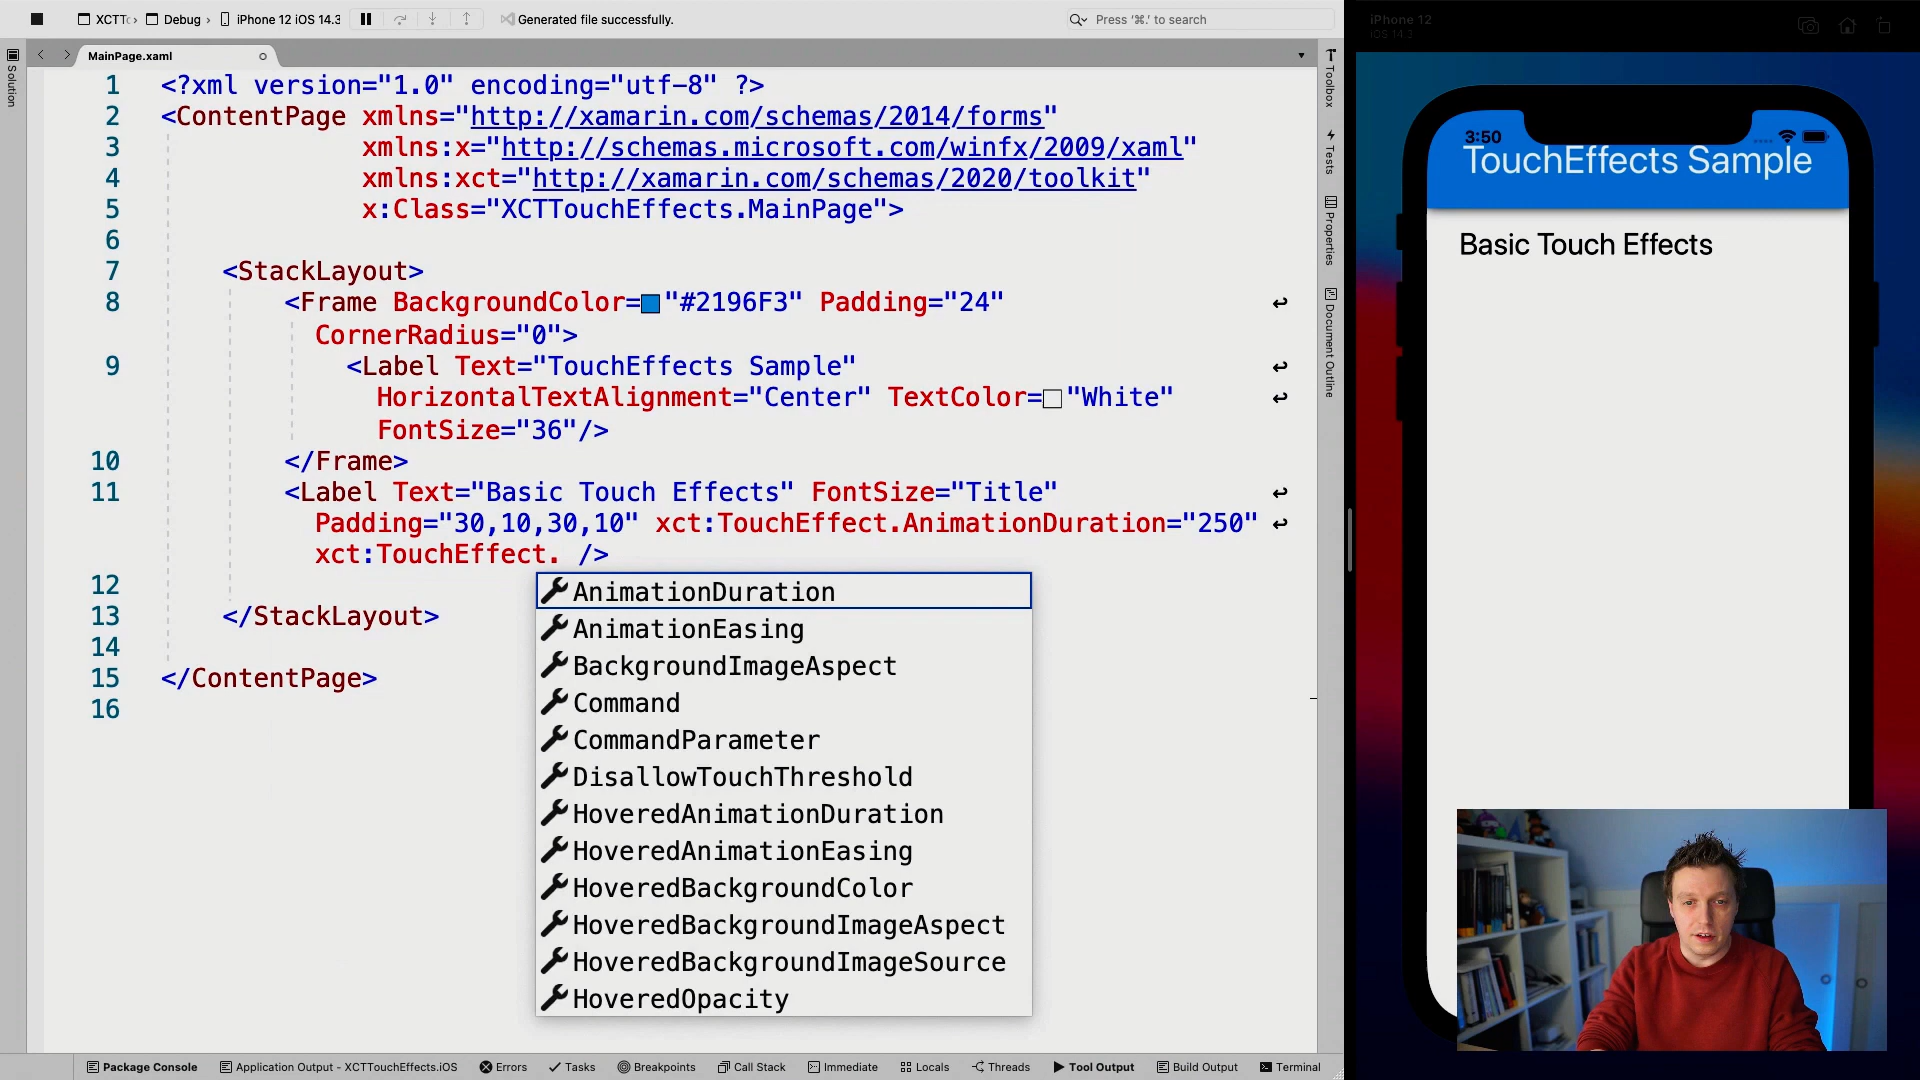 XCTTo
Debug
iPhone 12 iOS 14.3
Generated file successfully.
Press '⌘.' to search
iPhone 12
iOS 14.3
MainPage.xaml
Solution
Toolbox
Tests
Properties
Document Outline
1 <?xml version="1.0" encoding="utf-8" ?>
2 <ContentPage xmlns="http://xamarin.com/schemas/2014/forms"
3 xmlns:x="http://schemas.microsoft.com/winfx/2009/xaml"
4 xmlns:xct="http://xamarin.com/schemas/2020/toolkit"
5 x:Class="XCTTouchEffects.MainPage">
6
7 <StackLayout>
8 <Frame BackgroundColor="#2196F3" Padding="24"
CornerRadius="0">
9 <Label Text="TouchEffects Sample"
HorizontalTextAlignment="Center" TextColor="White"
FontSize="36"/>
10 </Frame>
11 <Label Text="Basic Touch Effects" FontSize="Title"
Padding="30,10,30,10" xct:TouchEffect.AnimationDuration="250"
xct:TouchEffect. />
12
13 </StackLayout>
14
15 </ContentPage>
16
AnimationDuration
AnimationEasing
BackgroundImageAspect
Command
CommandParameter
DisallowTouchThreshold
HoveredAnimationDuration
HoveredAnimationEasing
HoveredBackgroundColor
HoveredBackgroundImageAspect
HoveredBackgroundImageSource
HoveredOpacity
3:50
TouchEffects Sample
Basic Touch Effects
Package Console
Application Output - XCTTouchEffects.iOS
Errors
Tasks
Breakpoints
Call Stack
Immediate
Locals
Threads
Tool Output
Build Output
Terminal